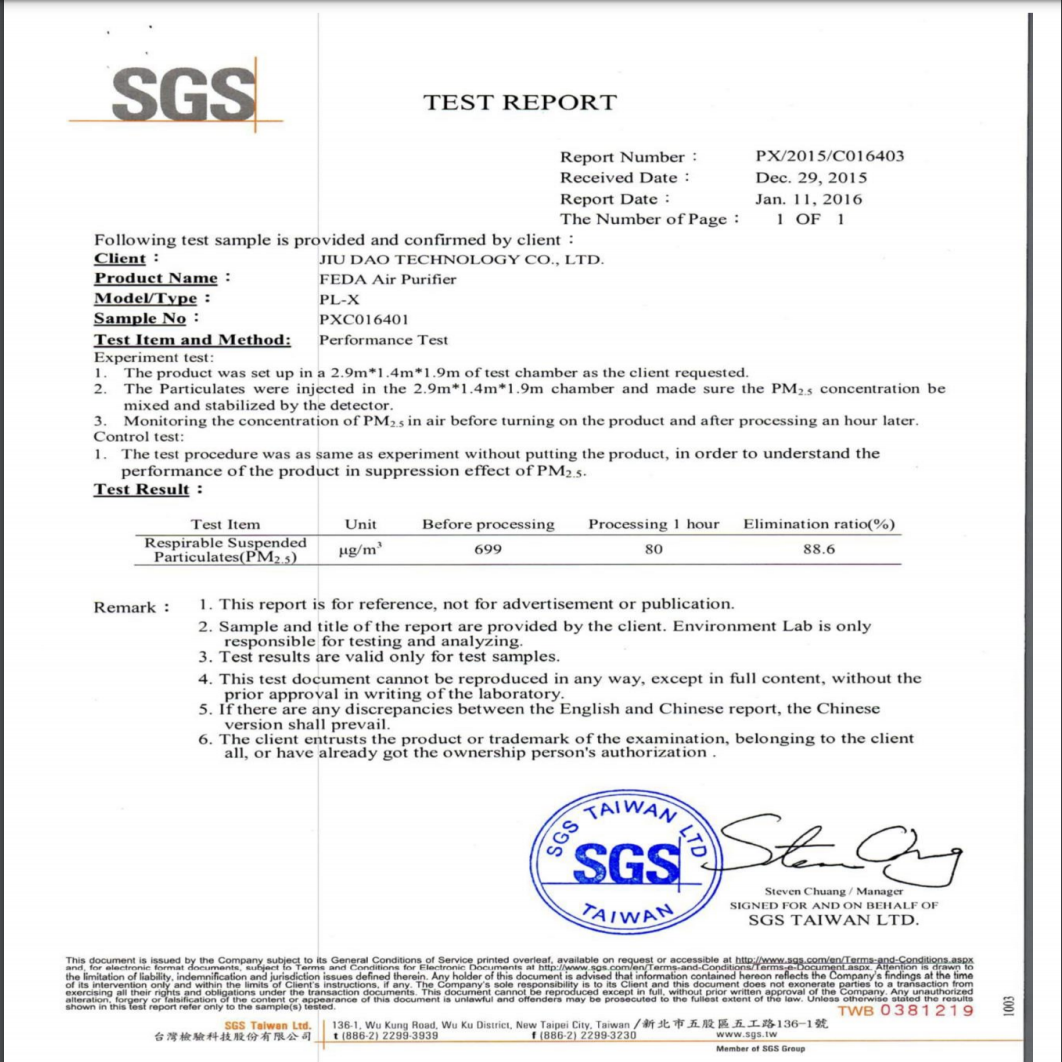 SGS
TEST REPORT
Report Number : PX/2015/C016403
Received Date : Dec. 29, 2015
Report Date : Jan. 11, 2016
The Number of Page : 1 OF 1
Following test sample is provided and confirmed by client :
Client : JIU DAO TECHNOLOGY CO., LTD.
Product Name : FEDA Air Purifier
Model/Type : PL-X
Sample No : PXC016401
Test Item and Method: Performance Test
Experiment test:
1. The product was set up in a 2.9m*1.4m*1.9m of test chamber as the client requested.
2. The Particulates were injected in the 2.9m*1.4m*1.9m chamber and made sure the PM2.5 concentration be
mixed and stabilized by the detector.
3. Monitoring the concentration of PM2.5 in air before turning on the product and after processing an hour later.
Control test:
1. The test procedure was as same as experiment without putting the product, in order to understand the
performance of the product in suppression effect of PM2.5.
Test Result :
Test Item Unit Before processing Processing 1 hour Elimination ratio(%)
Respirable Suspended
Particulates(PM2.5) µg/m³ 699 80 88.6
Remark : 1. This report is for reference, not for advertisement or publication.
2. Sample and title of the report are provided by the client. Environment Lab is only
responsible for testing and analyzing.
3. Test results are valid only for test samples.
4. This test document cannot be reproduced in any way, except in full content, without the
prior approval in writing of the laboratory.
5. If there are any discrepancies between the English and Chinese report, the Chinese
version shall prevail.
6. The client entrusts the product or trademark of the examination, belonging to the client
all, or have already got the ownership person's authorization .
SGS TAIWAN LTD
SGS
TAIWAN
Steven Chuang / Manager
SIGNED FOR AND ON BEHALF OF
SGS TAIWAN LTD.
This document is issued by the Company subject to its General Conditions of Service printed overleaf, available on request or accessible at http://www.sgs.com/en/Terms-and-Conditions.aspx
and, for electronic format documents, subject to Terms and Conditions for Electronic Documents at http://www.sgs.com/en/Terms-and-Conditions/Terms-e-Document.aspx. Attention is drawn to
the limitation of liability, indemnification and jurisdiction issues defined therein. Any holder of this document is advised that information contained hereon reflects the Company's findings at the time
of its intervention only and within the limits of Client's instructions, if any. The Company's sole responsibility is to its Client and this document does not exonerate parties to a transaction from
exercising all their rights and obligations under the transaction documents. This document cannot be reproduced except in full, without prior written approval of the Company. Any unauthorized
alteration, forgery or falsification of the content or appearance of this document is unlawful and offenders may be prosecuted to the fullest extent of the law. Unless otherwise stated the results
shown in this test report refer only to the sample(s) tested.
TWB 0381219
1003
SGS Taiwan Ltd. 136-1, Wu Kung Road, Wu Ku District, New Taipei City, Taiwan / 新北市五股區五工路136-1號
台灣檢驗科技股份有限公司 t (886-2) 2299-3939 f (886-2) 2299-3230 www.sgs.tw
Member of SGS Group